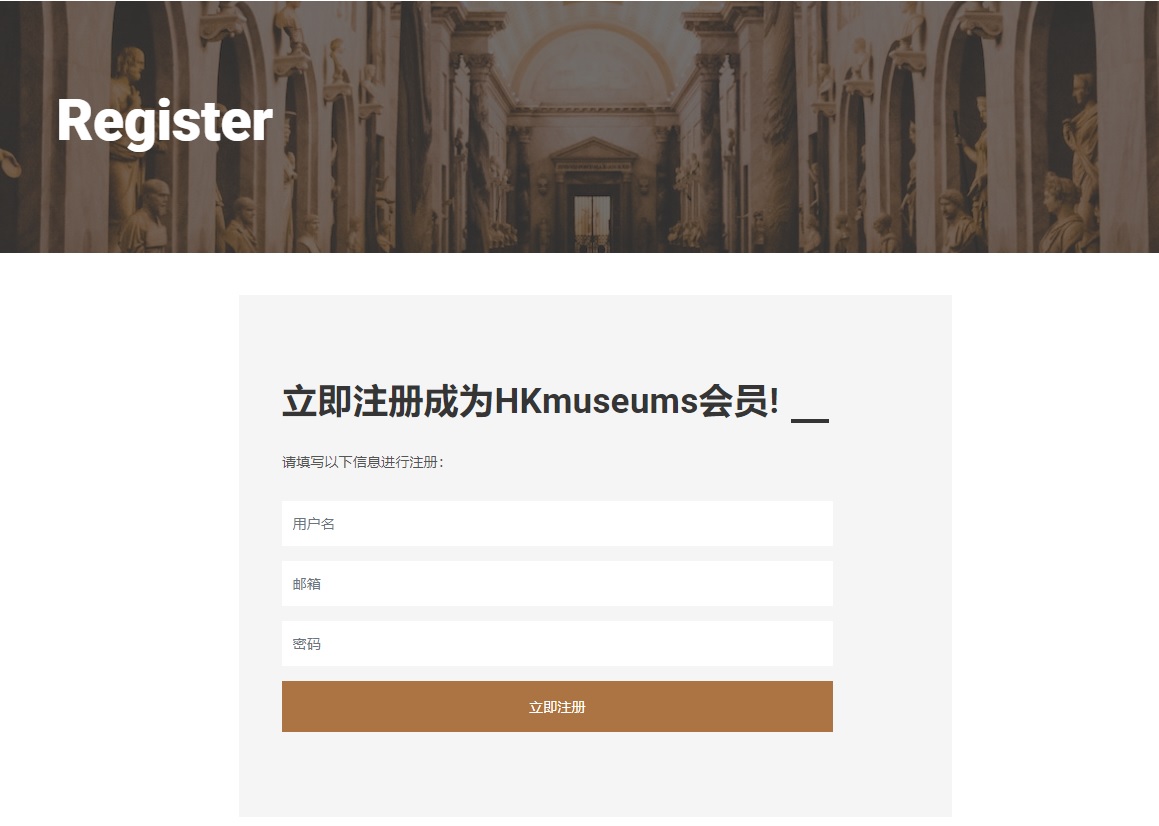 Register
立即注册成为HKmuseums会员!
请填写以下信息进行注册：
用户名
邮箱
密码
立即注册